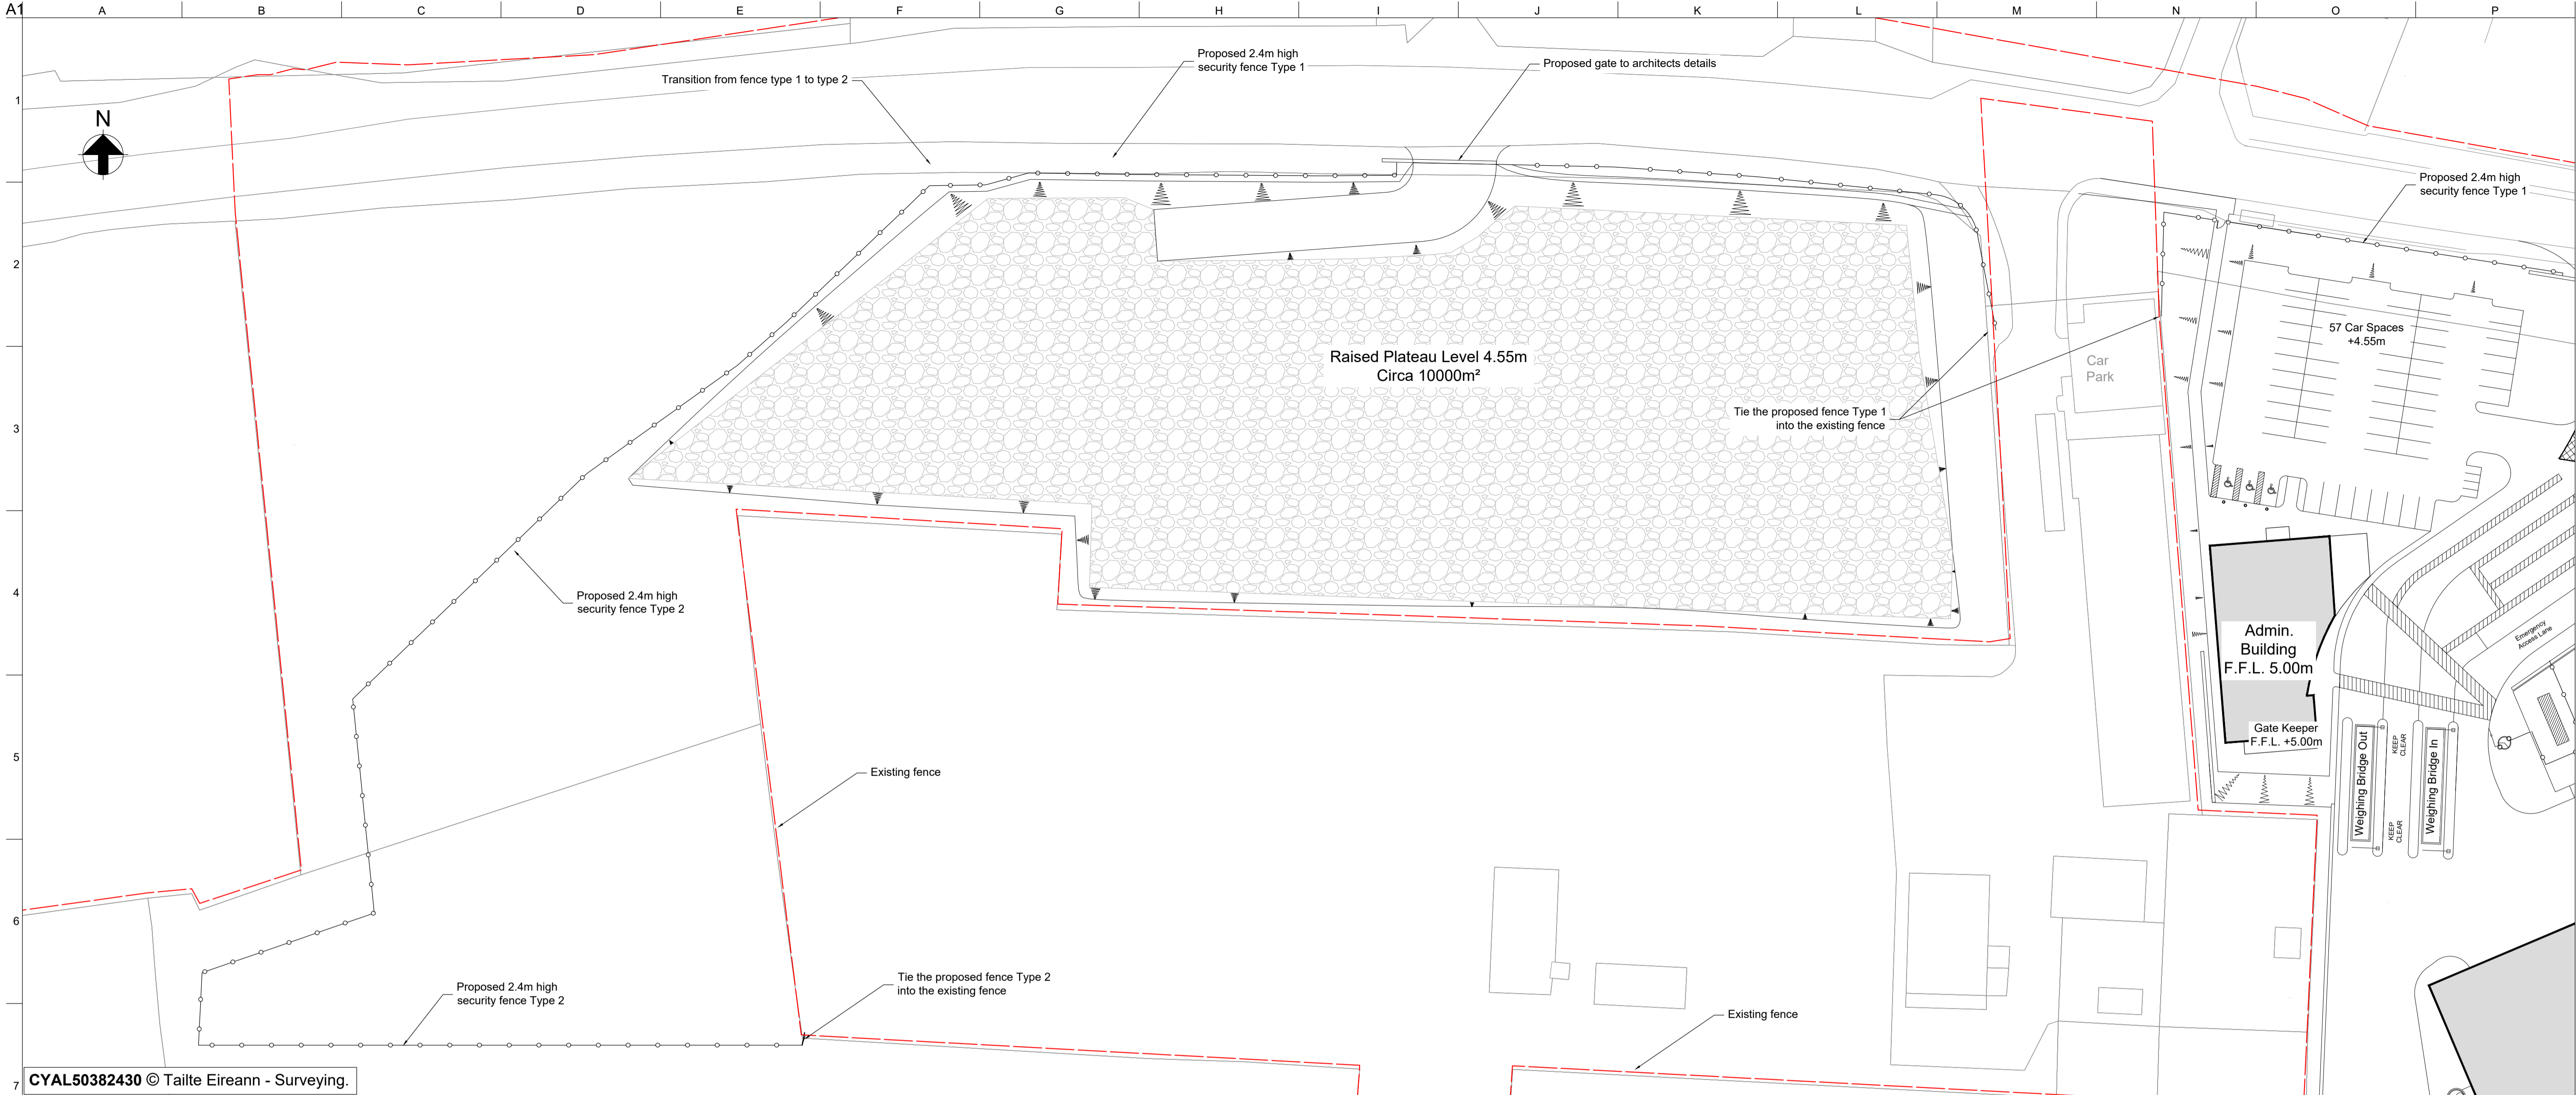 A1
A B C D E F G H I J K L M N O P
1
2
3
4
5
6
7
N
Transition from fence type 1 to type 2
Proposed 2.4m high
security fence Type 1
Proposed gate to architects details
Proposed 2.4m high
security fence Type 1
57 Car Spaces
+4.55m
Raised Plateau Level 4.55m
Circa 10000m²
Car
Park
Tie the proposed fence Type 1
into the existing fence
Proposed 2.4m high
security fence Type 2
Admin.
Building
F.F.L. 5.00m
Emergency
Access Lane
Gate Keeper
F.F.L. +5.00m
Weighing Bridge Out
KEEP
CLEAR
KEEP
CLEAR
Weighing Bridge In
Existing fence
Tie the proposed fence Type 2
into the existing fence
Proposed 2.4m high
security fence Type 2
Existing fence
CYAL50382430 © Tailte Eireann - Surveying.